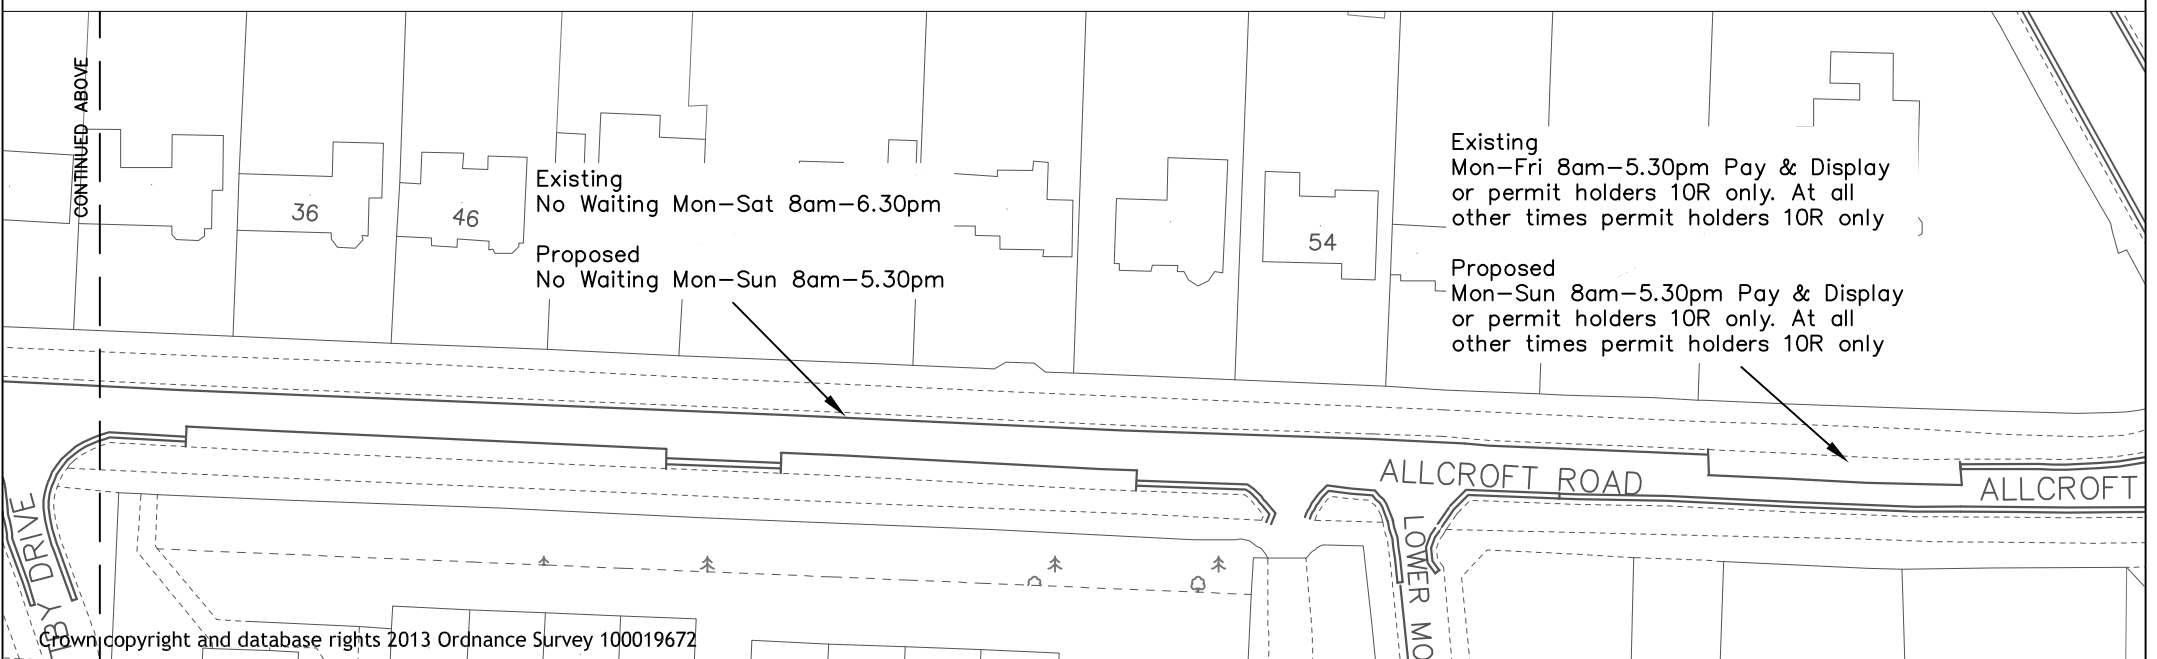 CONTINUED ABOVE
36
46
Existing
No Waiting Mon-Sat 8am-6.30pm
Proposed
No Waiting Mon-Sun 8am-5.30pm
54
Existing
Mon-Fri 8am-5.30pm Pay & Display
or permit holders 10R only. At all
other times permit holders 10R only
Proposed
Mon-Sun 8am-5.30pm Pay & Display
or permit holders 10R only. At all
other times permit holders 10R only
ALLCROFT ROAD
ALLCROFT
BY DRIVE
LOWER MO
Crown copyright and database rights 2013 Ordnance Survey 100019672